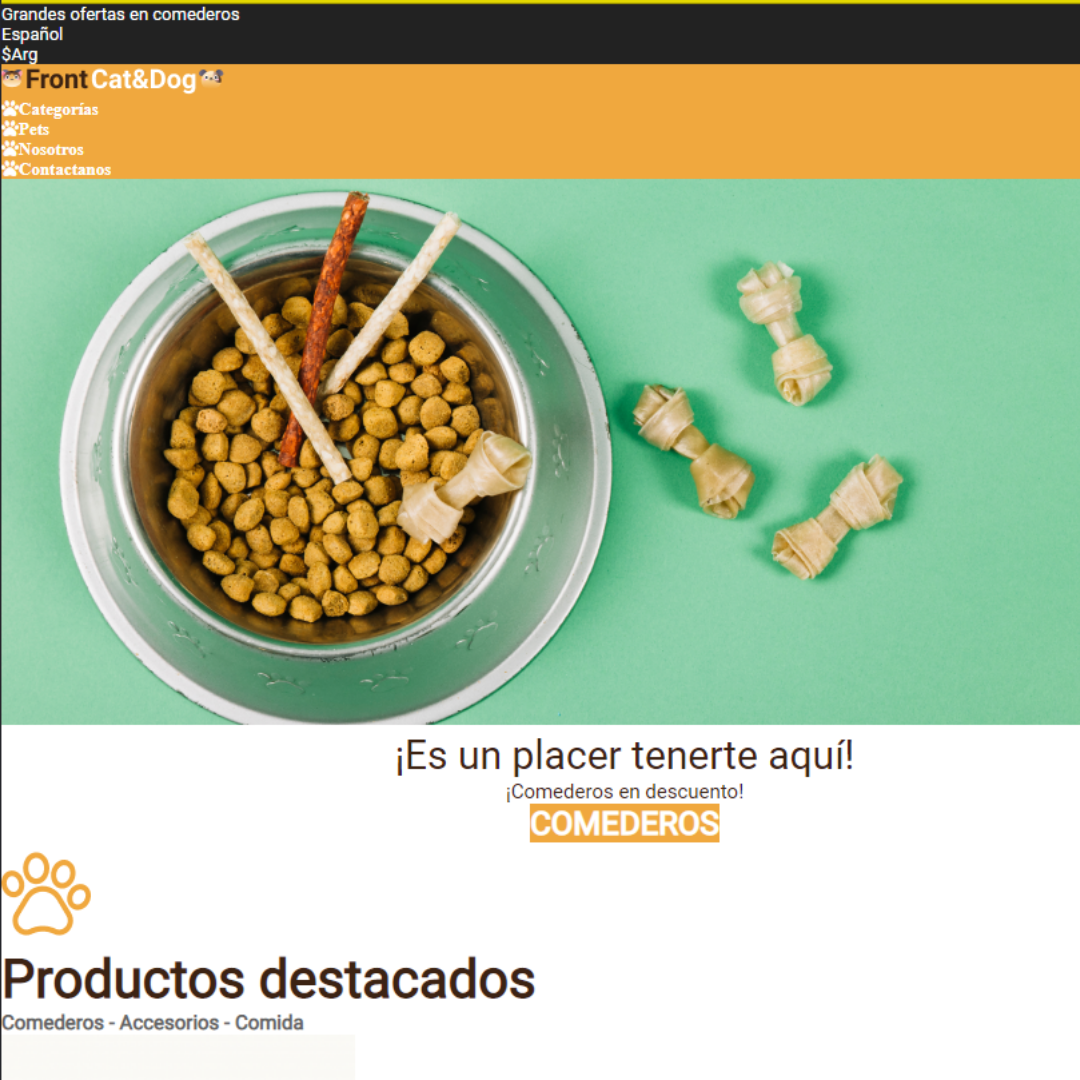 Grandes ofertas en comederos
Español
$Arg
Front Cat&Dog
Categorías
Pets
Nosotros
Contactanos
¡Es un placer tenerte aquí!
¡Comederos en descuento!
COMEDEROS
Productos destacados
Comederos - Accesorios - Comida